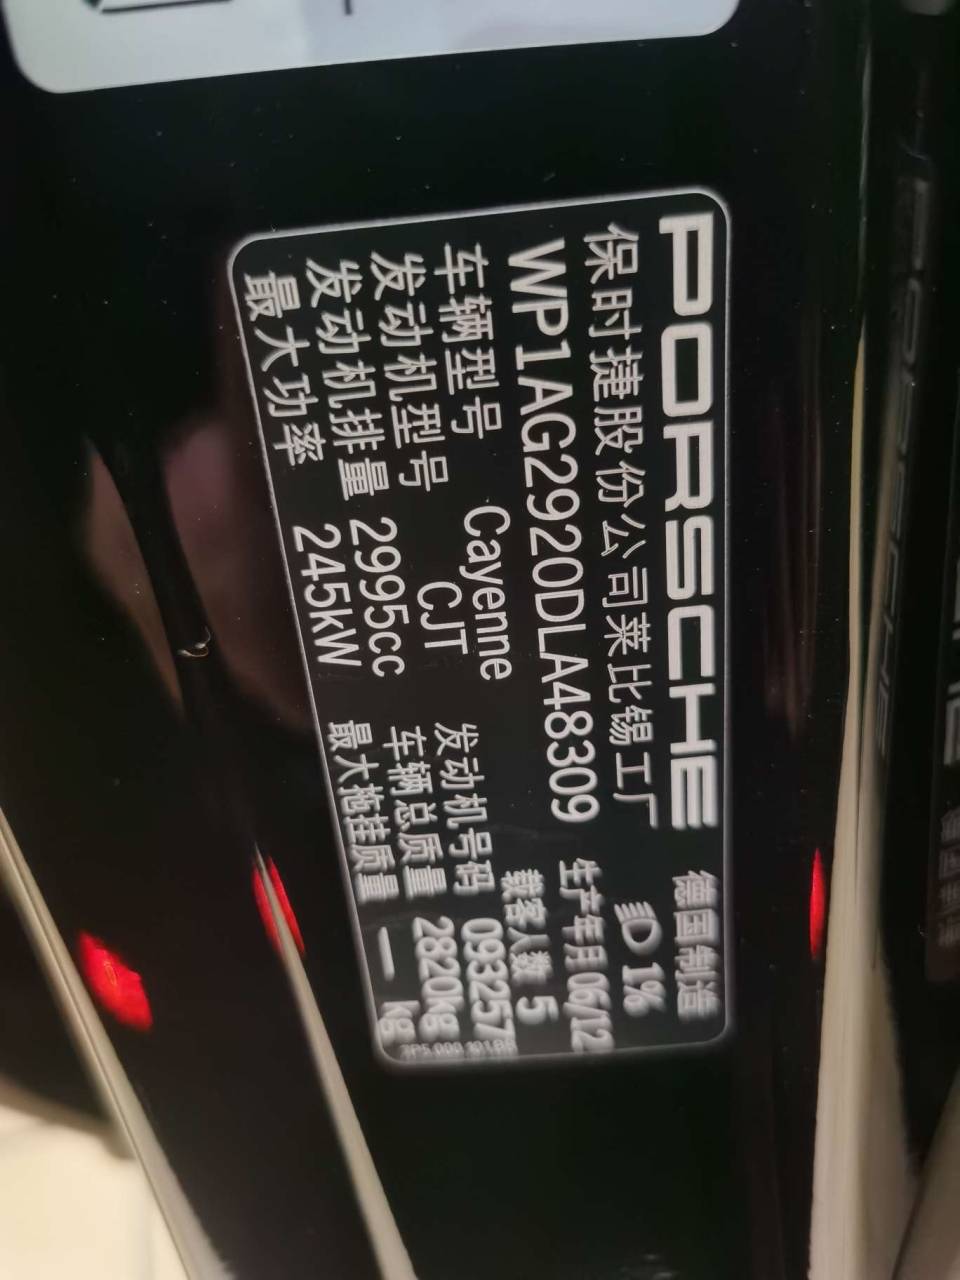 PORSCHE 德国制造
保时捷股份公司莱比锡工厂 1%
WP1AG2920DLA48309 生产年月 06/12
载客人数 5
车辆型号 Cayenne 发动机号码 093257
发动机型号 CJT 车辆总质量 2820kg
发动机排量 2995cc 最大拖挂质量 — kg
最大功率 245kW